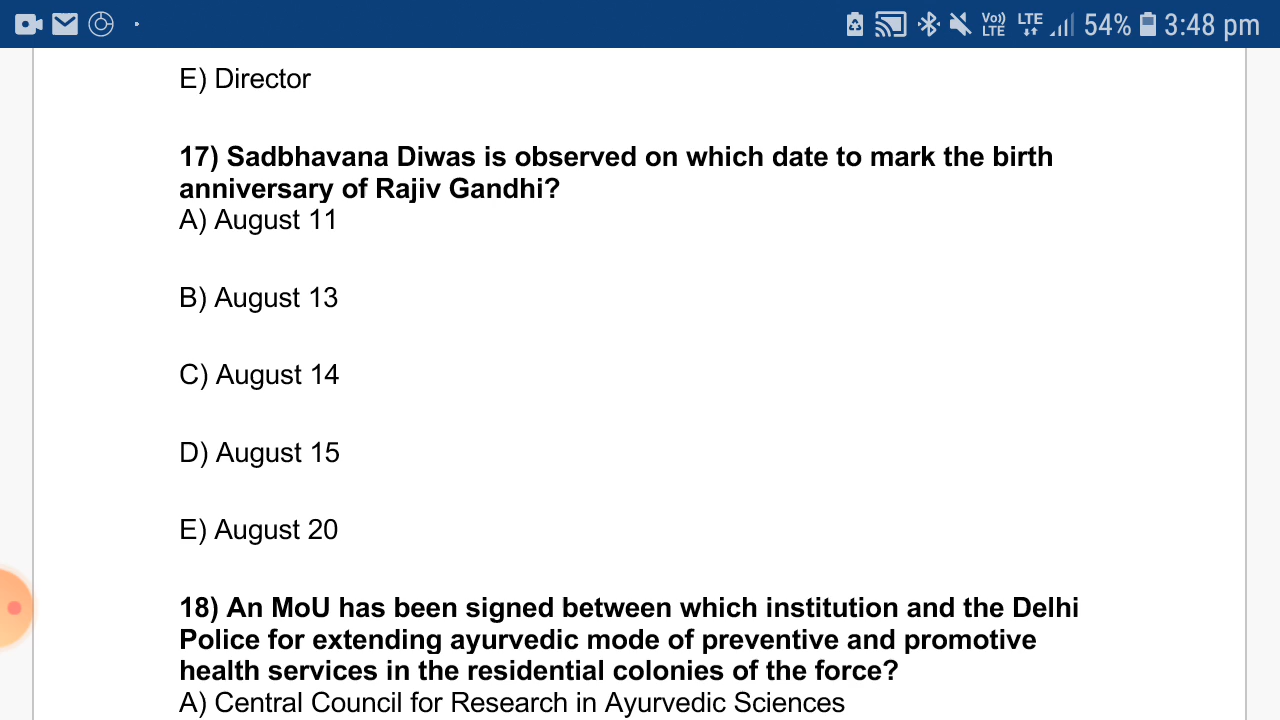 Vo)) LTE LTE 54% 3:48 pm
E) Director
17) Sadbhavana Diwas is observed on which date to mark the birth
anniversary of Rajiv Gandhi?
A) August 11
B) August 13
C) August 14
D) August 15
E) August 20
18) An MoU has been signed between which institution and the Delhi
Police for extending ayurvedic mode of preventive and promotive
health services in the residential colonies of the force?
A) Central Council for Research in Ayurvedic Sciences